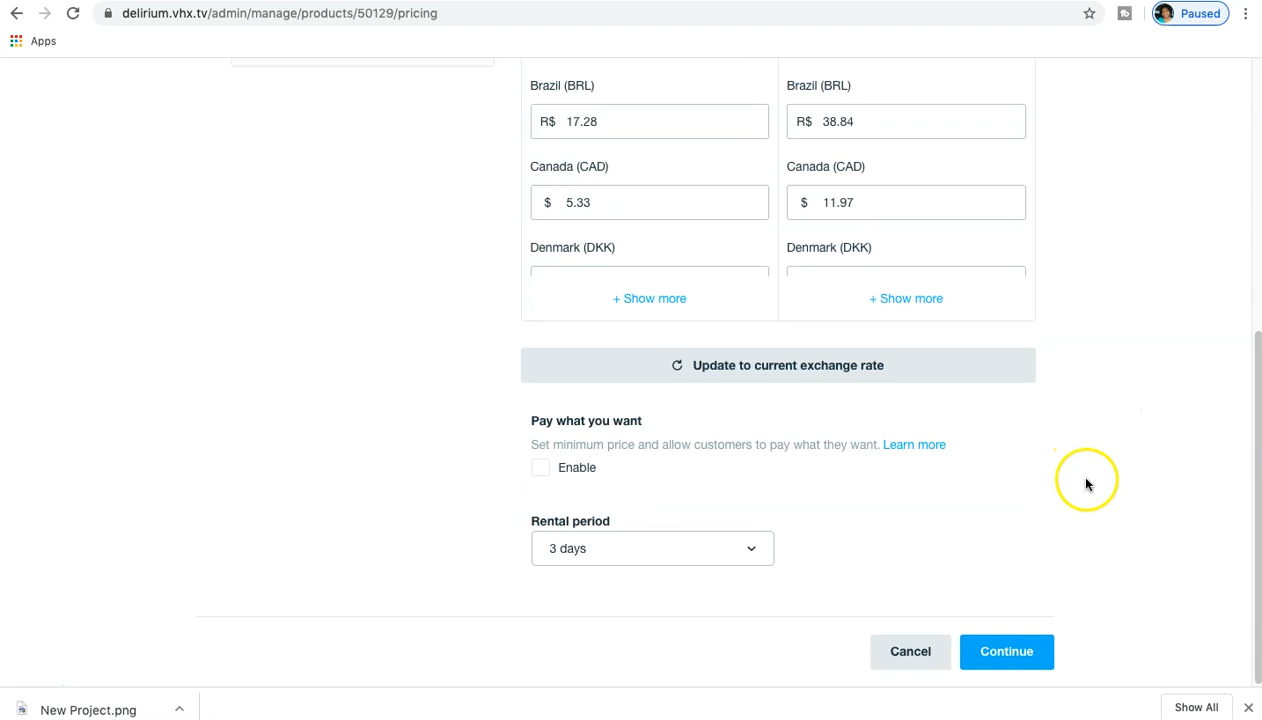 delirium.vhx.tv/admin/manage/products/50129/pricing
Paused
Apps
Brazil (BRL)
Brazil (BRL)
R$ 17.28
R$ 38.84
Canada (CAD)
Canada (CAD)
$ 5.33
$ 11.97
Denmark (DKK)
Denmark (DKK)
+ Show more
+ Show more
Update to current exchange rate
Pay what you want
Set minimum price and allow customers to pay what they want. Learn more
Enable
Rental period
3 days
Cancel
Continue
New Project.png
Show All